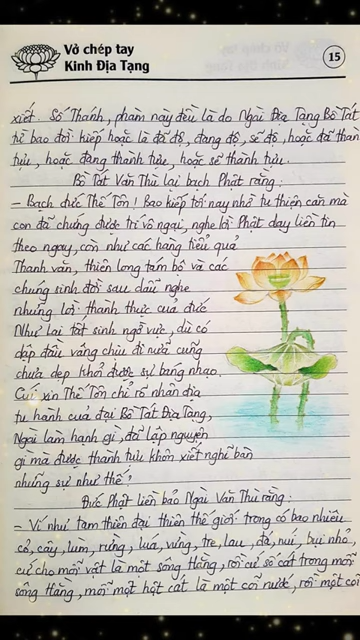 Vở chép tay
Kinh Địa Tạng
15
xiết. Số Thánh, phàm này đều là do Ngài Địa Tạng Bồ Tát
từ bao đời kiếp hoặc là đã độ, đang độ, sẽ độ, hoặc đã thành
tựu, hoặc đang thành tựu, hoặc sẽ thành tựu.
Bồ Tát Văn Thù lại bạch Phật rằng:
- Bạch đức Thế Tôn! Bao kiếp tới nay nhờ tu thiện căn mà
con đã chứng được trí vô ngại, nghe lời Phật dạy liền tin
theo ngay, còn như các hàng tiểu quả
Thanh văn, thiên long tám bộ và các
chúng sinh đời sau dẫu nghe
những lời thành thực của đức
Như lai tất sinh ngờ vực, dù có
dập đầu vâng chịu đi nữa cũng
chưa dẹp khỏi được sự báng nhạo.
Cúi xin Thế Tôn chỉ rõ nhân địa
tu hành của đại Bồ Tát Địa Tạng,
Ngài làm hạnh gì, đã lập nguyện
gì mà được thành tựu khôn xiết nghĩ bàn
những sự như thế?
Đức Phật liền bảo Ngài Văn Thù rằng:
- Ví như tam thiên đại thiên thế giới trong có bao nhiêu
cỏ, cây, lùm, rừng, lúa, vừng, tre, lau, đá, núi, bụi nhỏ,
cứ cho mỗi vật là một sông Hằng, rồi cứ số cát trong mỗi
sông Hằng, mỗi một hột cát là một cõi nước, rồi một cõi